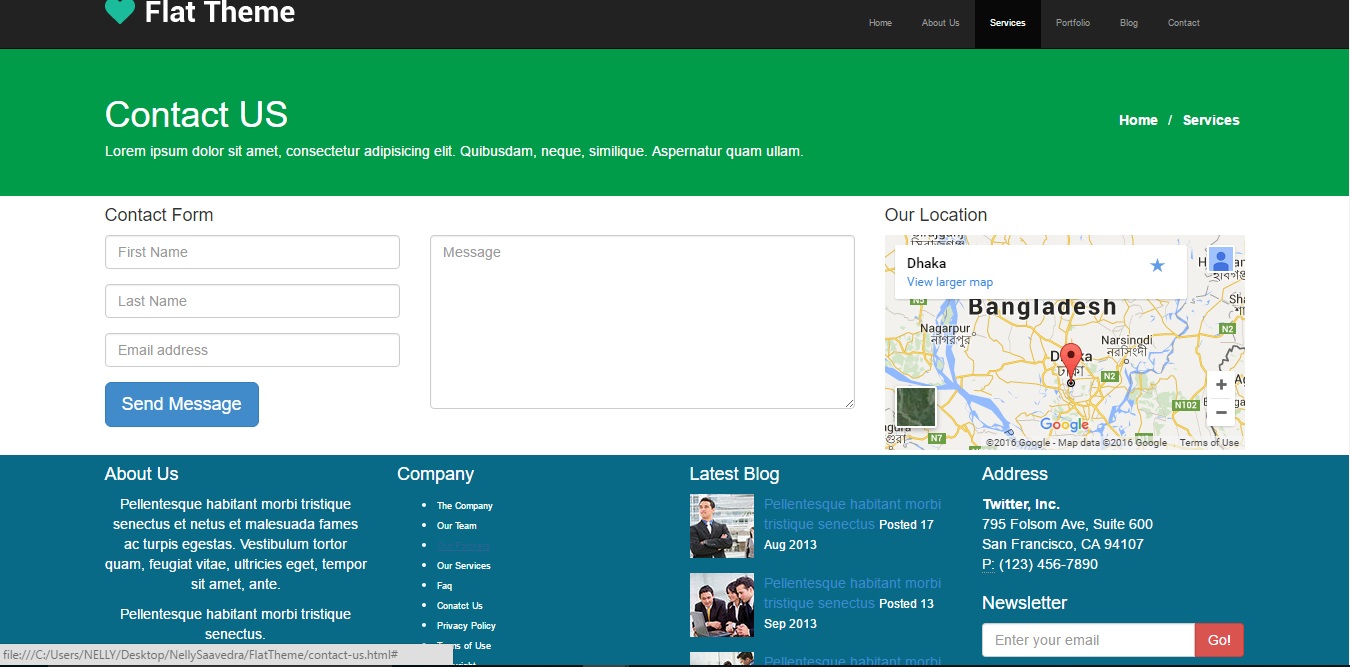 Flat Theme
Home About Us Services Portfolio Blog Contact
Contact US
Home / Services
Lorem ipsum dolor sit amet, consectetur adipisicing elit. Quibusdam, neque, similique. Aspernatur quam ullam.
Contact Form
First Name
Last Name
Email address
Send Message
Message
Our Location
Dhaka
View larger map
Bangladesh
N5
Nagarpur
নাগরপুর
Narsingdi
নরসিংদী
N2
N2
ঢাকা
N102
N7
Google
©2016 Google - Map data ©2016 Google Terms of Use
About Us
Pellentesque habitant morbi tristique
senectus et netus et malesuada fames
ac turpis egestas. Vestibulum tortor
quam, feugiat vitae, ultricies eget, tempor
sit amet, ante.
Pellentesque habitant morbi tristique
senectus.
Company
The Company
Our Team
Our Partners
Our Services
Faq
Conatct Us
Privacy Policy
Terms of Use
Latest Blog
Pellentesque habitant morbi
tristique senectus Posted 17
Aug 2013
Pellentesque habitant morbi
tristique senectus Posted 13
Sep 2013
Pellentesque habitant morbi
Address
Twitter, Inc.
795 Folsom Ave, Suite 600
San Francisco, CA 94107
P: (123) 456-7890
Newsletter
Enter your email
Go!
file:///C:/Users/NELLY/Desktop/NellySaavedra/FlatTheme/contact-us.html#